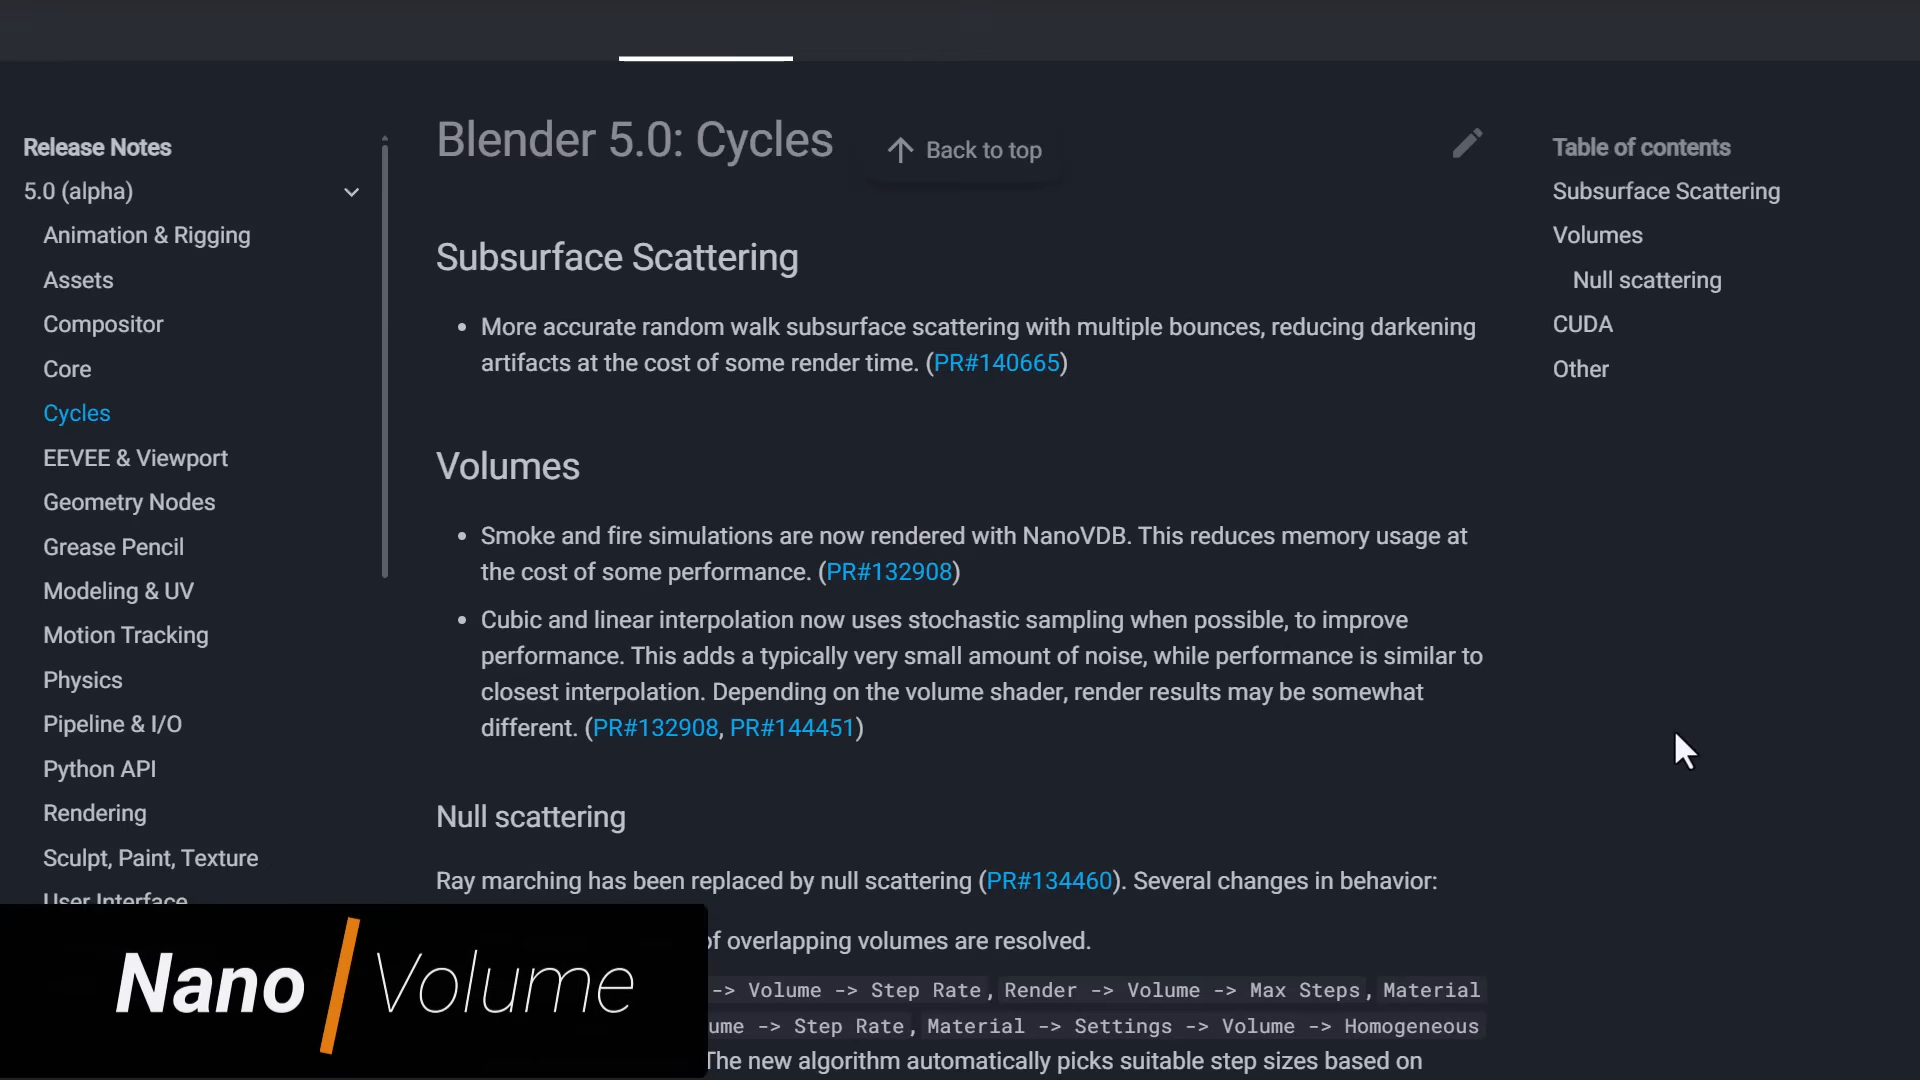 Release Notes
5.0 (alpha)
Animation & Rigging
Assets
Compositor
Core
Cycles
EEVEE & Viewport
Geometry Nodes
Grease Pencil
Modeling & UV
Motion Tracking
Physics
Pipeline & I/O
Python API
Rendering
Sculpt, Paint, Texture
User Interface
Blender 5.0: Cycles
Back to top
Subsurface Scattering
• More accurate random walk subsurface scattering with multiple bounces, reducing darkening
artifacts at the cost of some render time. (PR#140665)
Volumes
• Smoke and fire simulations are now rendered with NanoVDB. This reduces memory usage at
the cost of some performance. (PR#132908)
• Cubic and linear interpolation now uses stochastic sampling when possible, to improve
performance. This adds a typically very small amount of noise, while performance is similar to
closest interpolation. Depending on the volume shader, render results may be somewhat
different. (PR#132908, PR#144451)
Null scattering
Ray marching has been replaced by null scattering (PR#134460). Several changes in behavior:
of overlapping volumes are resolved.
-> Volume -> Step Rate, Render -> Volume -> Max Steps, Material
ume -> Step Rate, Material -> Settings -> Volume -> Homogeneous
The new algorithm automatically picks suitable step sizes based on
Table of contents
Subsurface Scattering
Volumes
Null scattering
CUDA
Other
Nano / Volume